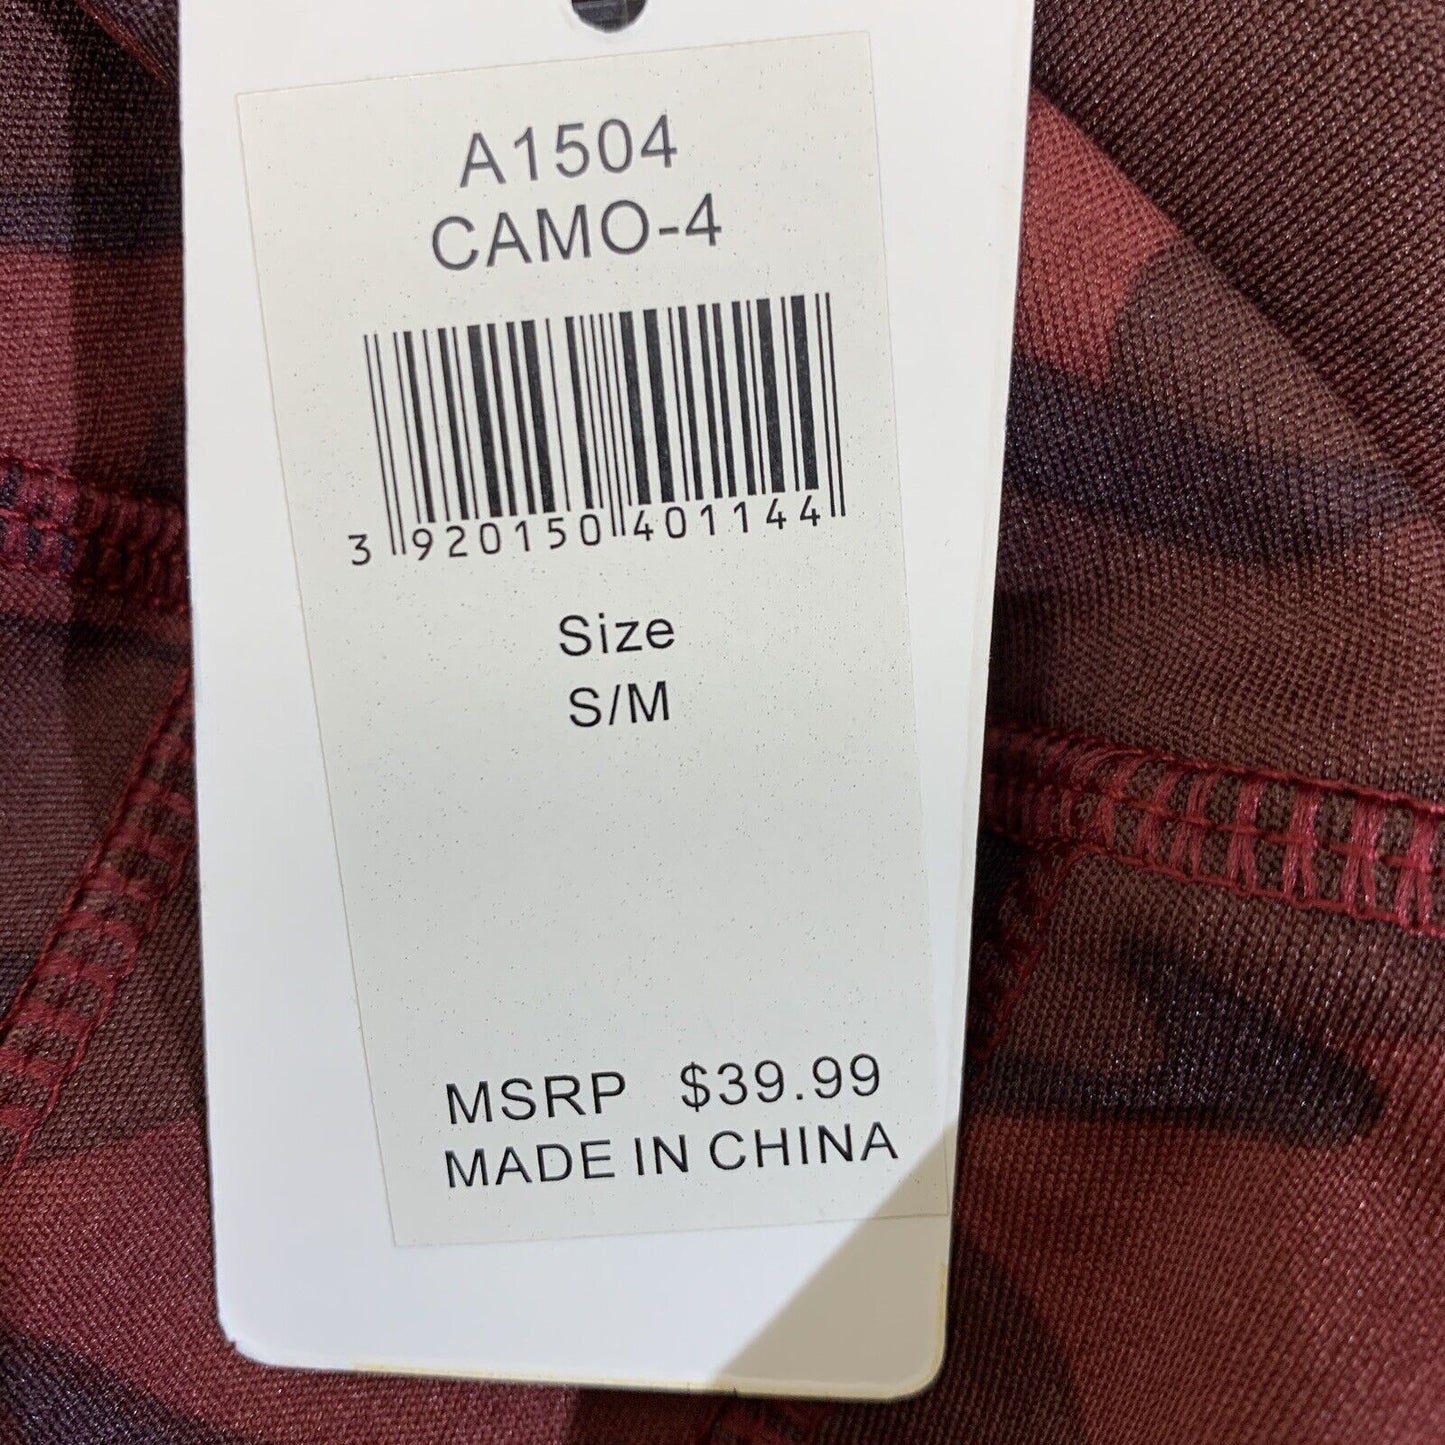 A1504
CAMO-4
3 920150 401144
Size
S/M
MSRP $39.99
MADE IN CHINA